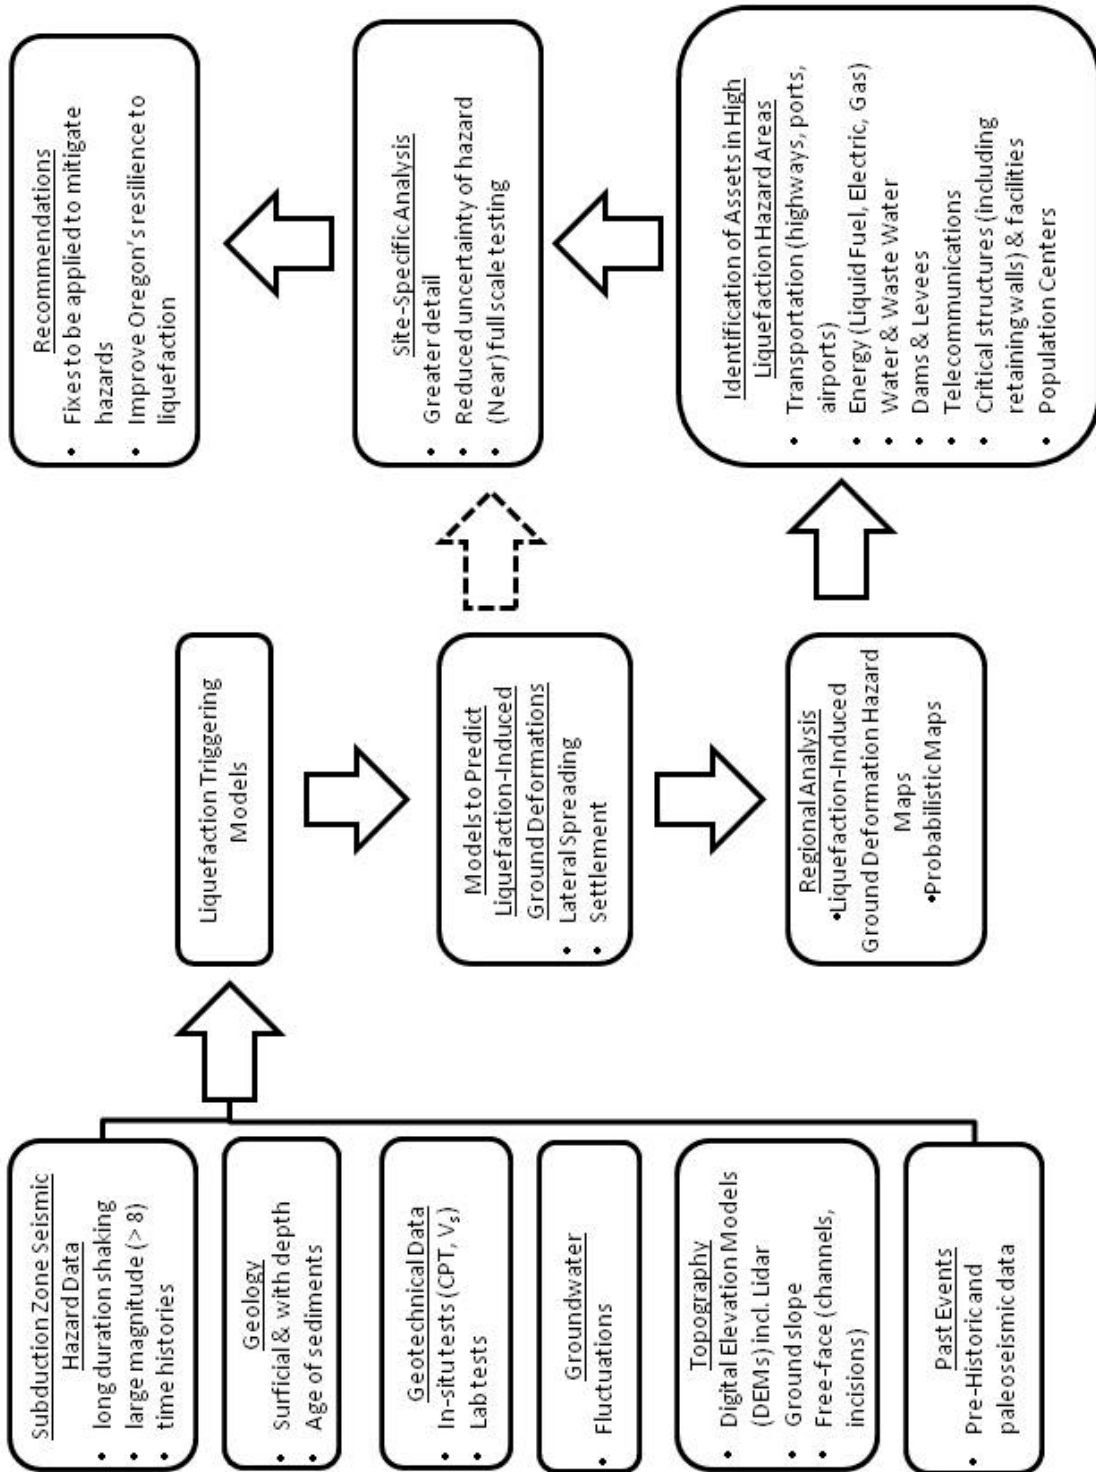 Subduction Zone Seismic
Hazard Data
• long duration shaking
• large magnitude (> 8)
• time histories
Geology
• Surficial & with depth
• Age of sediments
Geotechnical Data
• In-situ tests (CPT, Vs)
• Lab tests
Groundwater
• Fluctuations
Topography
• Digital Elevation Models
(DEMs) incl. Lidar
• Ground slope
• Free-face (channels,
incisions)
Past Events
• Pre-Historic and
paleoseismic data
Liquefaction Triggering
Models
Models to Predict
Liquefaction-Induced
Ground Deformations
• Lateral Spreading
• Settlement
Regional Analysis
•Liquefaction-Induced
Ground Deformation Hazard
Maps
•Probabilistic Maps
Recommendations
• Fixes to be applied to mitigate
hazards
• Improve Oregon's resilience to
liquefaction
Site-Specific Analysis
• Greater detail
• Reduced uncertainty of hazard
• (Near) full scale testing
Identification of Assets in High
Liquefaction Hazard Areas
• Transportation (highways, ports,
airports)
• Energy (Liquid Fuel, Electric, Gas)
• Water & Waste Water
• Dams & Levees
• Telecommunications
• Critical structures (including
retaining walls) & facilities
• Population Centers